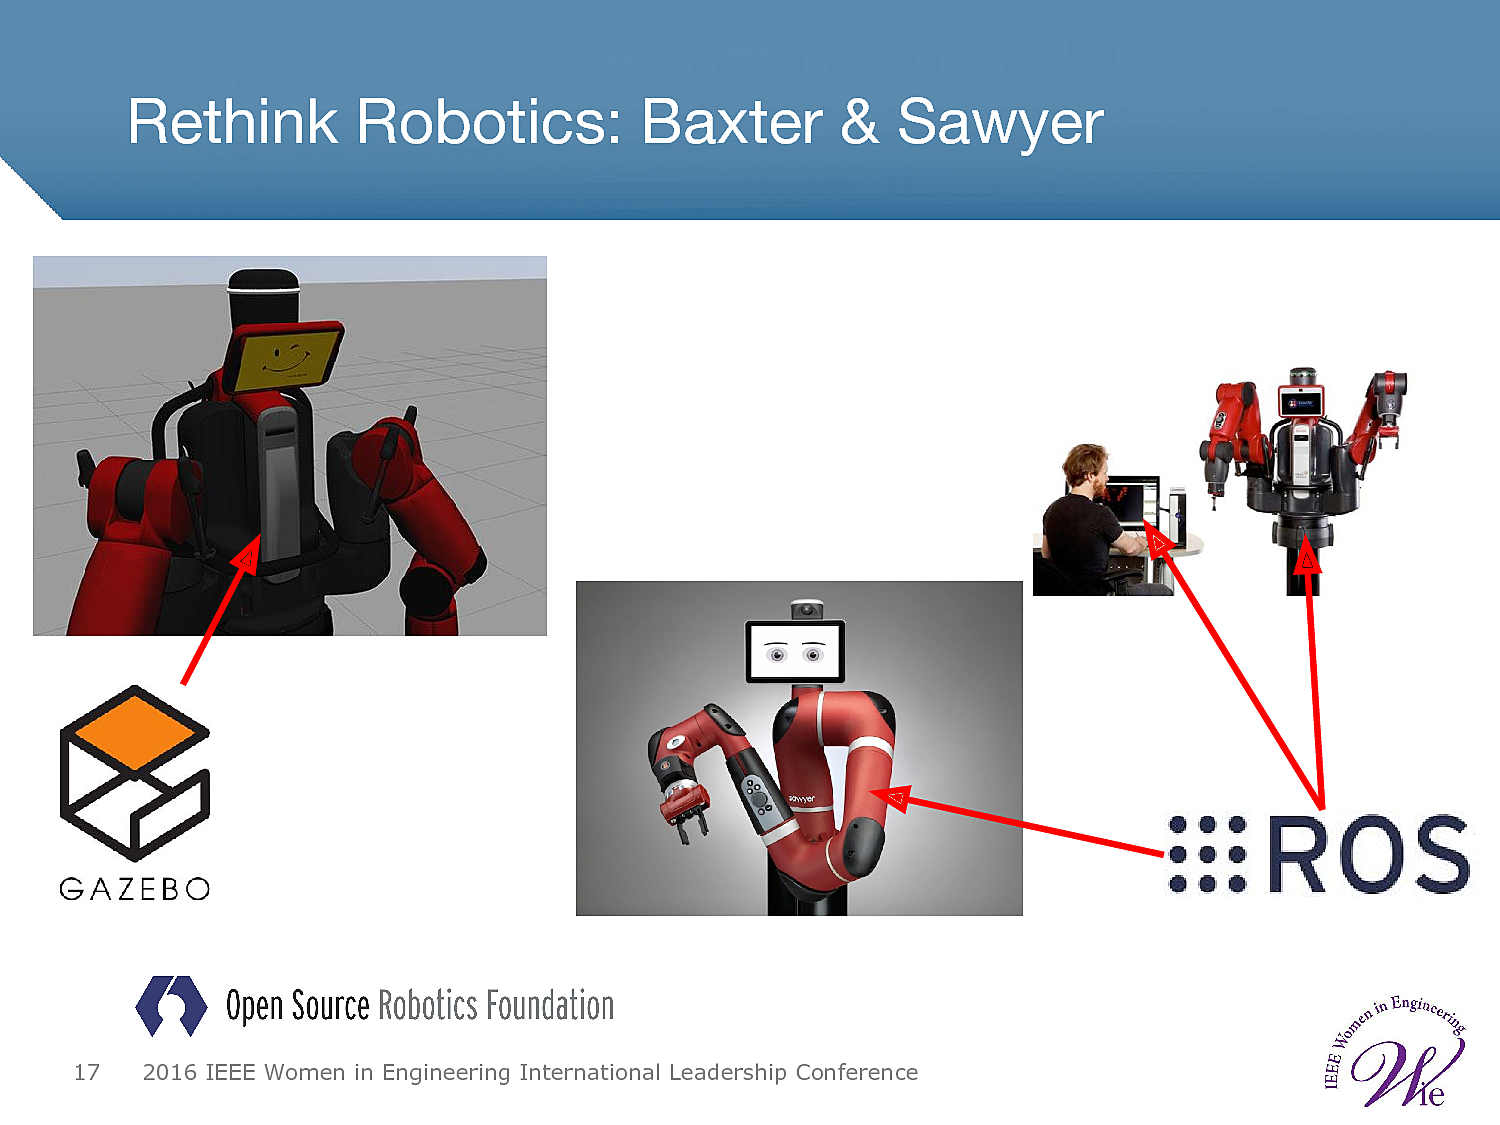 Rethink Robotics: Baxter & Sawyer
sawyer
GAZEBO
ROS
Open Source Robotics Foundation
17 2016 IEEE Women in Engineering International Leadership Conference
IEEE Women in Engineering
Wie